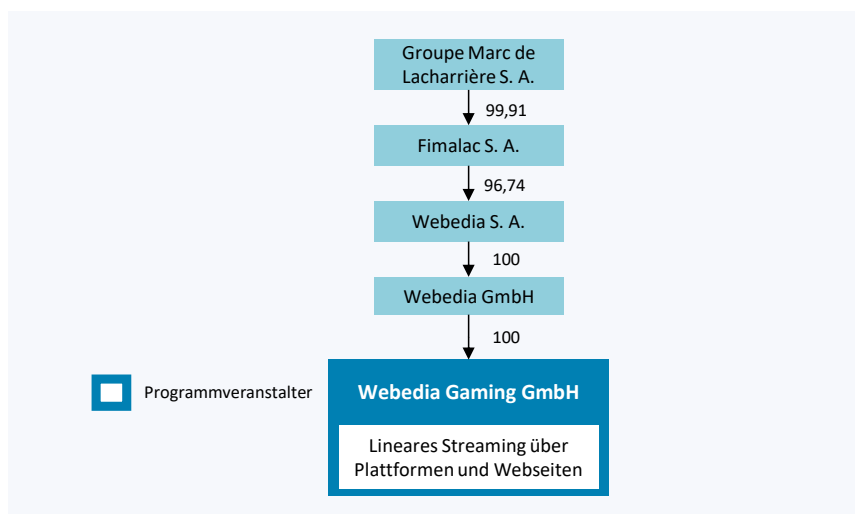 Groupe Marc de
Lacharrière S. A.
99,91
Fimalac S. A.
96,74
Webedia S. A.
100
Webedia GmbH
100
Programmveranstalter
Webedia Gaming GmbH
Lineares Streaming über
Plattformen und Webseiten